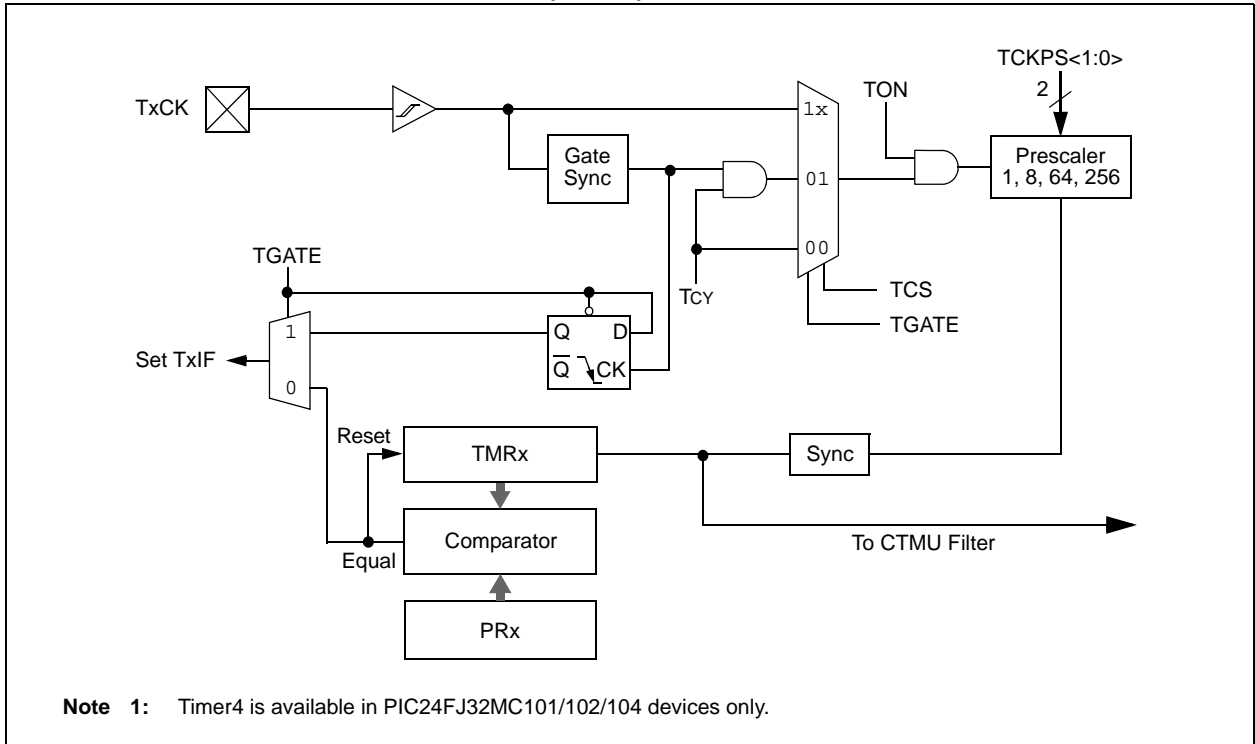 TCKPS<1:0>
2
TON
TxCK
1x
Gate
Sync
01
Prescaler
1, 8, 64, 256
00
TGATE
TCY
TCS
TGATE
1
Q D
Set TxIF
Q CK
0
Reset
TMRx
Sync
Comparator
To CTMU Filter
Equal
PRx
Note 1: Timer4 is available in PIC24FJ32MC101/102/104 devices only.